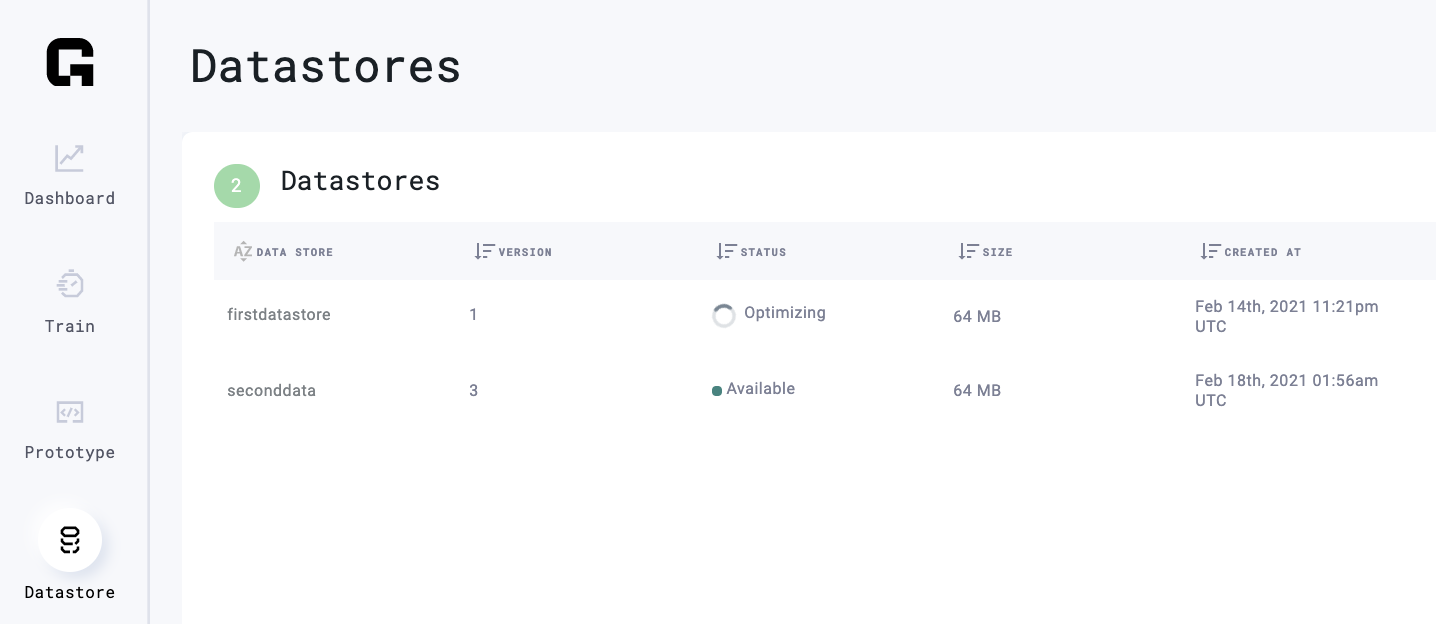 Datastores
Dashboard
Train
Prototype
Datastore
2 Datastores
DATA STORE VERSION STATUS SIZE CREATED AT
firstdatastore 1 Optimizing 64 MB Feb 14th, 2021 11:21pm
UTC
seconddata 3 Available 64 MB Feb 18th, 2021 01:56am
UTC